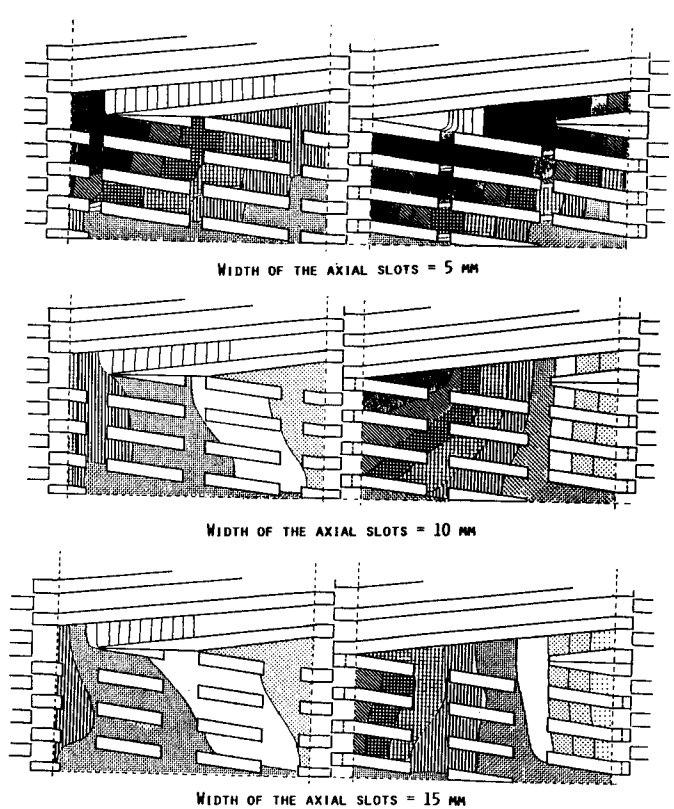 WIDTH OF THE AXIAL SLOTS = 5 MM
WIDTH OF THE AXIAL SLOTS = 10 MM
WIDTH OF THE AXIAL SLOTS = 15 MM